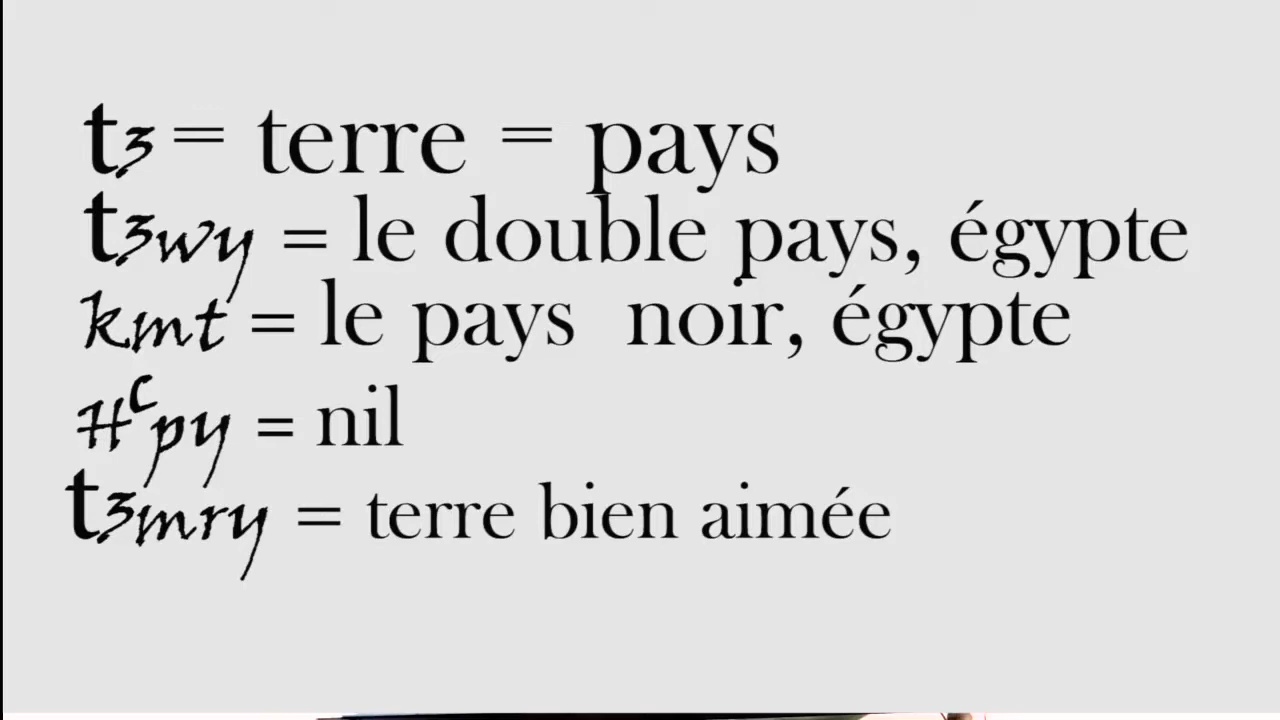 tꜣ = terre = pays
tꜣwy = le double pays, égypte
kmt = le pays noir, égypte
Hᶜpy = nil
tꜣmry = terre bien aimée